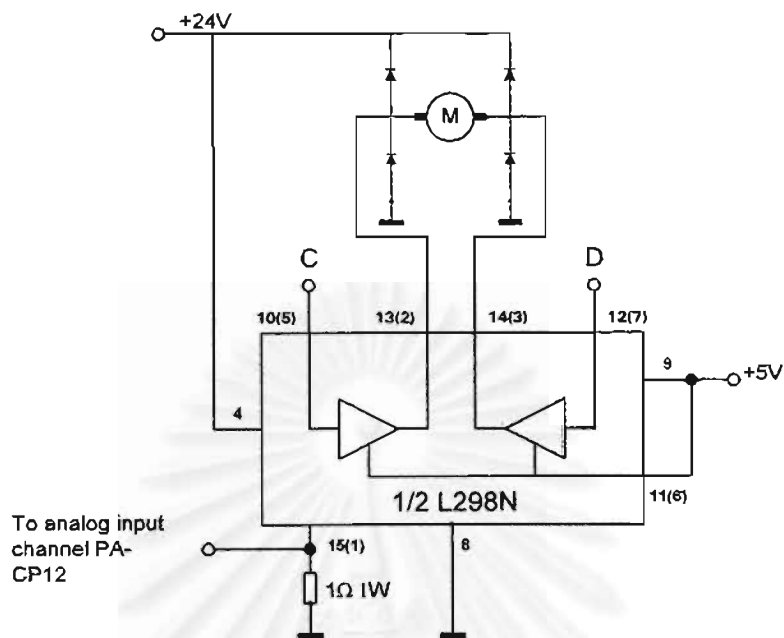 +24V
M
C
D
10(5)
13(2)
14(3)
12(7)
9
+5V
4
1/2 L298N
11(6)
To analog input
channel PA-
CP12
15(1)
8
1Ω 1W